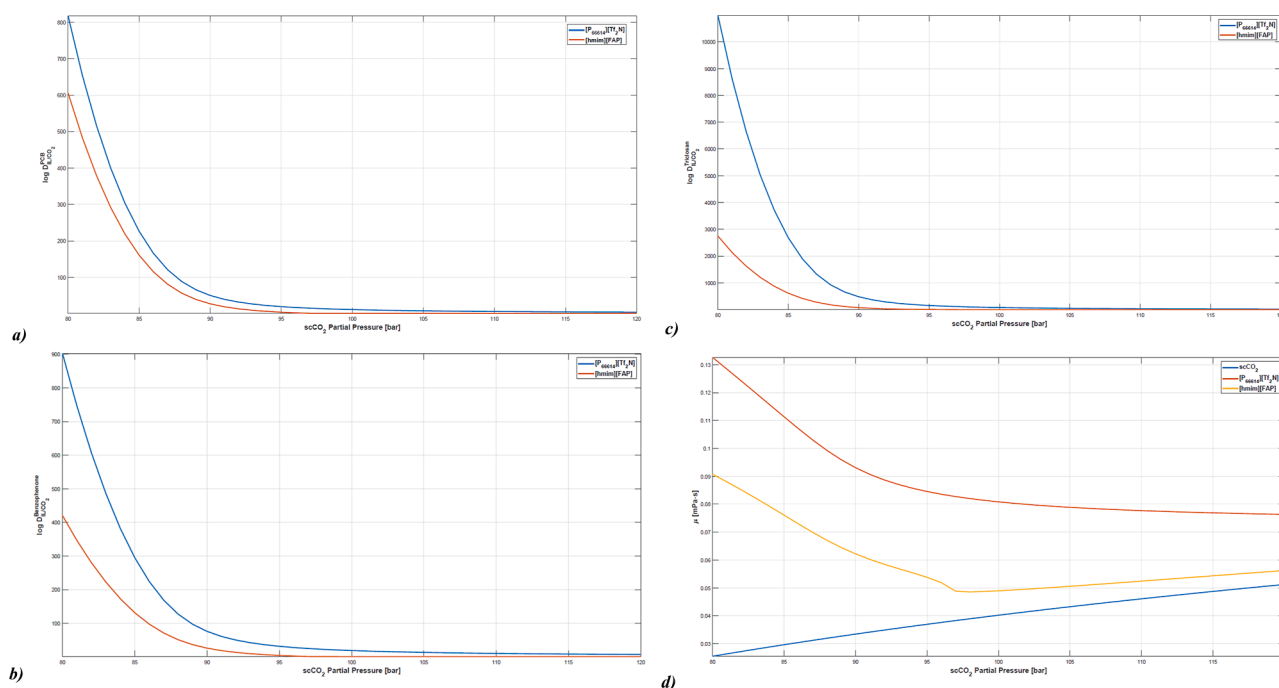 800
700
600
500
400
300
200
100
80 85 90 95 100 105 110 115 120
log D^PCB_IL/CO2
scCO2 Partial Pressure [bar]
[P66614][Tf2N]
[hmim][FAP]
a)
10000
9000
8000
7000
6000
5000
4000
3000
2000
1000
80 85 90 95 100 105 110 115
log D^Triclosan_IL/CO2
scCO2 Partial Pressure [bar]
[P66614][Tf2N]
[hmim][FAP]
c)
900
800
700
600
500
400
300
200
100
80 85 90 95 100 105 110 115 120
log D^Benzophenone_IL/CO2
scCO2 Partial Pressure [bar]
[P66614][Tf2N]
[hmim][FAP]
b)
0.13
0.12
0.11
0.1
0.09
0.08
0.07
0.06
0.05
0.04
0.03
80 85 90 95 100 105 110 115
μ [mPa·s]
scCO2 Partial Pressure [bar]
scCO2
[P66614][Tf2N]
[hmim][FAP]
d)